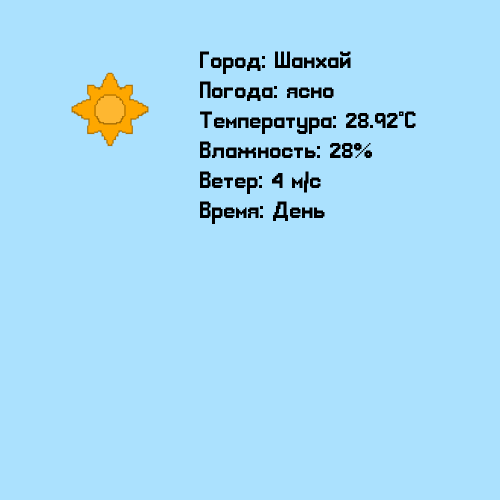 Город: Шанхай
Погода: ясно
Температура: 28.92°C
Влажность: 28%
Ветер: 4 м/с
Время: День